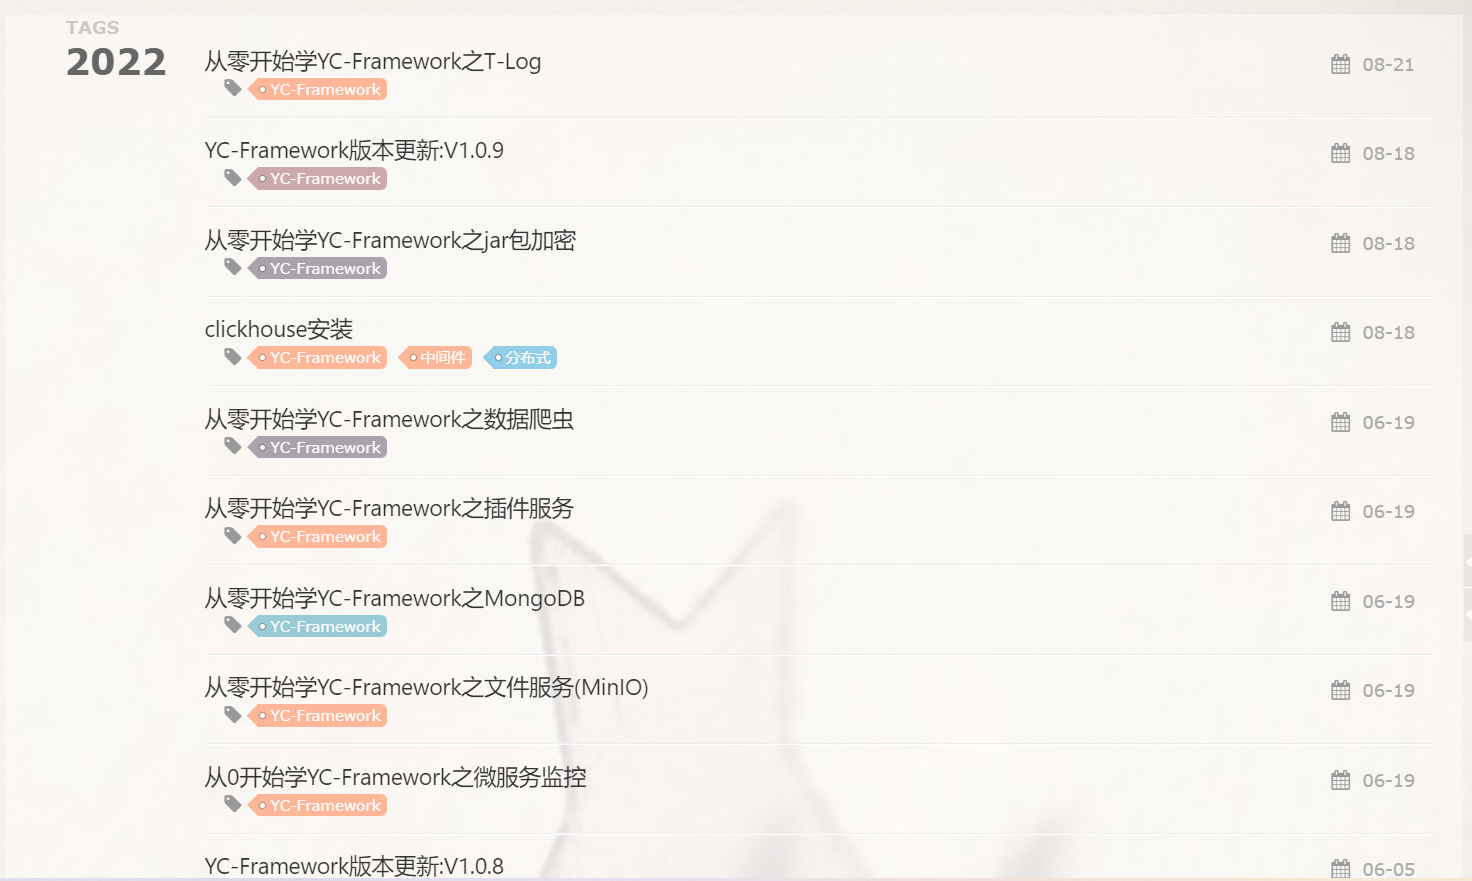 TAGS
2022
从零开始学YC-Framework之T-Log
08-21
YC-Framework
YC-Framework版本更新:V1.0.9
08-18
YC-Framework
从零开始学YC-Framework之jar包加密
08-18
YC-Framework
clickhouse安装
08-18
YC-Framework 中间件 分布式
从零开始学YC-Framework之数据爬虫
06-19
YC-Framework
从零开始学YC-Framework之插件服务
06-19
YC-Framework
从零开始学YC-Framework之MongoDB
06-19
YC-Framework
从零开始学YC-Framework之文件服务(MinIO)
06-19
YC-Framework
从0开始学YC-Framework之微服务监控
06-19
YC-Framework
YC-Framework版本更新:V1.0.8
06-05